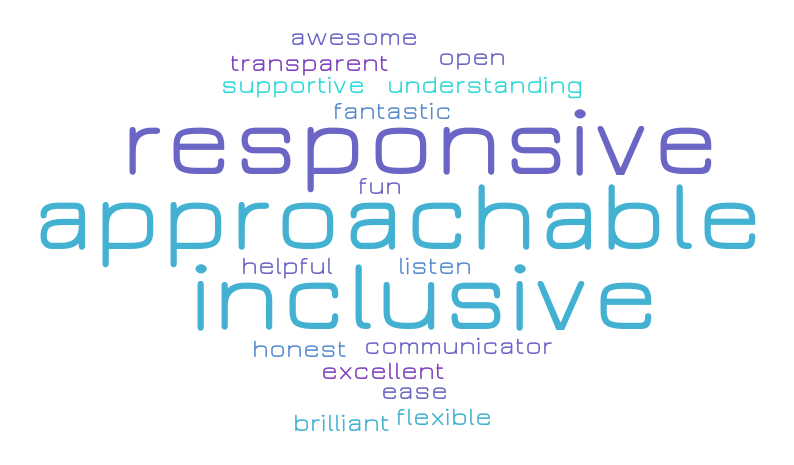 awesome
transparent open
supportive understanding
fantastic
responsive
fun
approachable
helpful listen
inclusive
honest communicator
excellent
ease
brilliant flexible